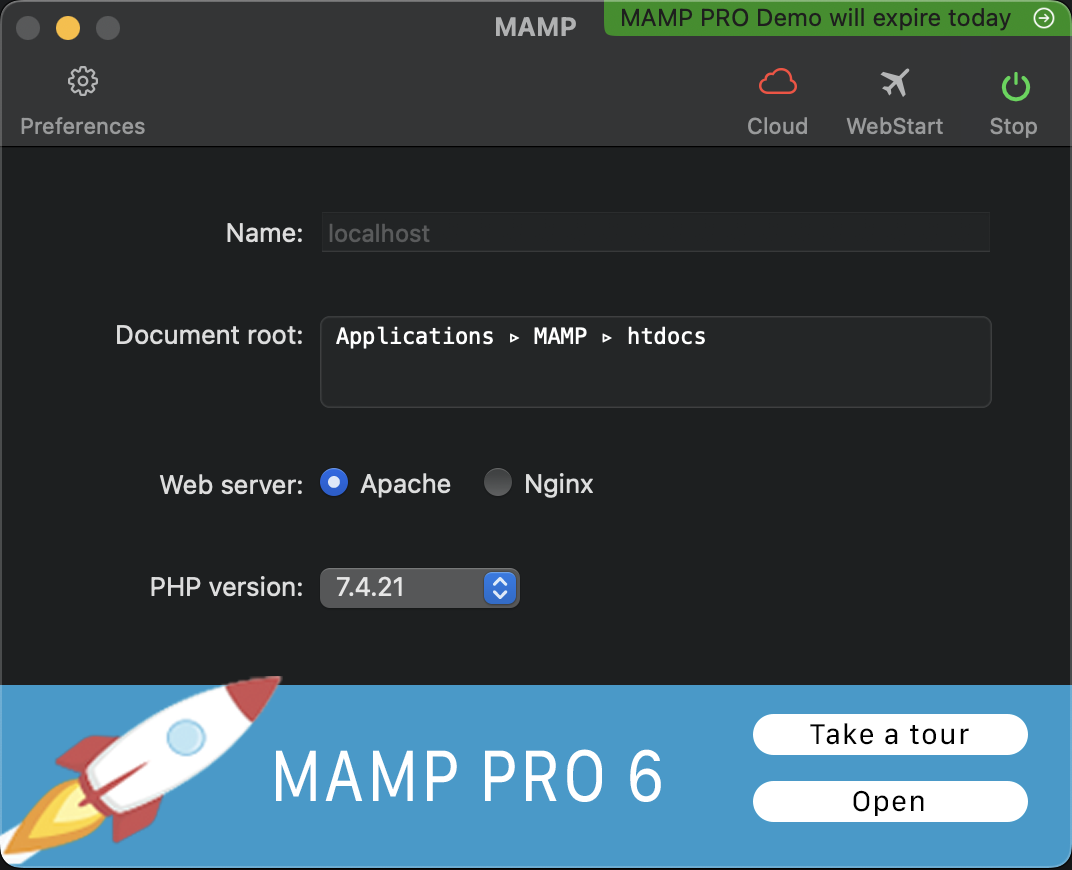 MAMP
MAMP PRO Demo will expire today
Preferences
Cloud
WebStart
Stop
Name: localhost
Document root: Applications ▹ MAMP ▹ htdocs
Web server: Apache Nginx
PHP version: 7.4.21
MAMP PRO 6
Take a tour
Open